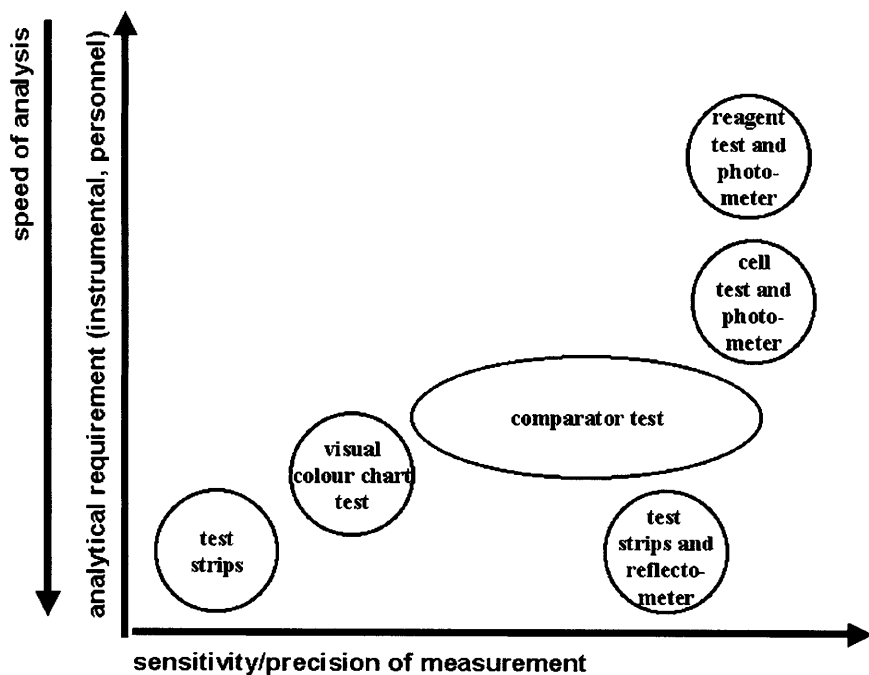 speed of analysis
analytical requirement (instrumental, personnel)
reagent
test and
photo-
meter
cell
test and
photo-
meter
comparator test
visual
colour chart
test
test
strips
test
strips and
reflecto-
meter
sensitivity/precision of measurement